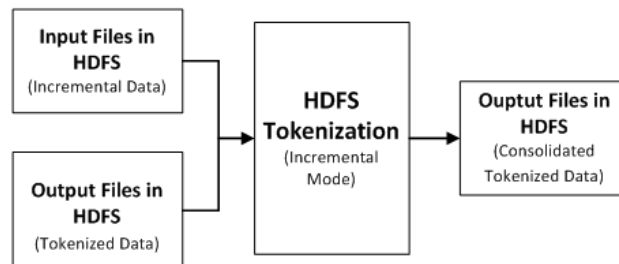 Input Files in
HDFS
(Incremental Data)
Output Files in
HDFS
(Tokenized Data)
HDFS
Tokenization
(Incremental
Mode)
Ouptut Files in
HDFS
(Consolidated
Tokenized Data)